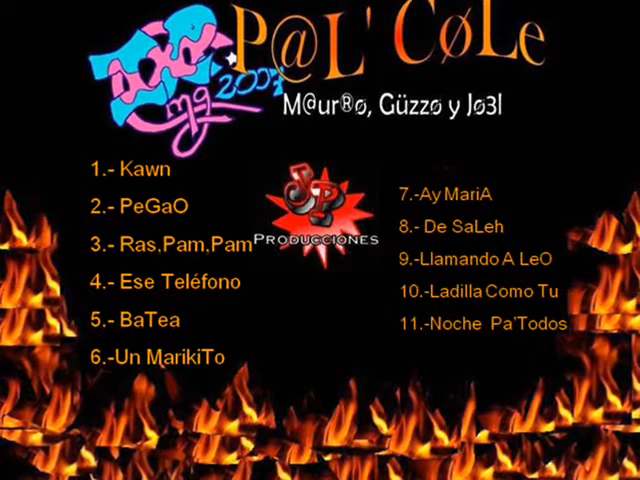 P@L' CøLe
2007
mg
M@ur®ø, Güzzø y Jø3l
1.- Kawn
2.- PeGaO
3.- Ras,Pam,Pam
4.- Ese Teléfono
5.- BaTea
6.-Un MarikiTo
JP
PRODUCCIONES
7.-Ay MariA
8.- De SaLeh
9.-Llamando A LeO
10.-Ladilla Como Tu
11.-Noche Pa'Todos